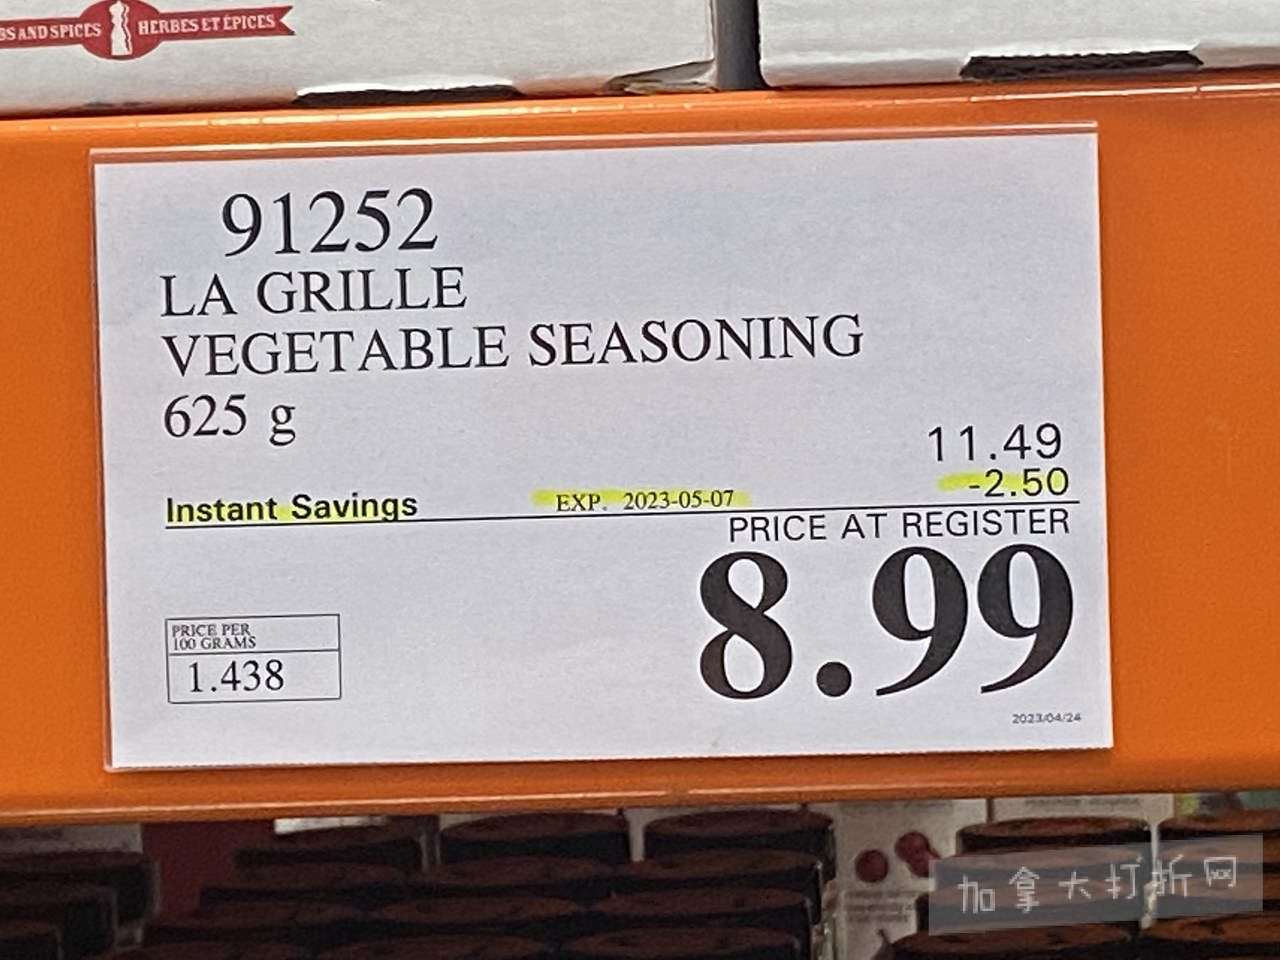 BS AND SPICES HERBES ET ÉPICES
91252
LA GRILLE
VEGETABLE SEASONING
625 g
11.49
Instant Savings EXP. 2023-05-07 -2.50
PRICE AT REGISTER
8.99
PRICE PER
100 GRAMS
1.438
2023/04/24
加拿大打折网